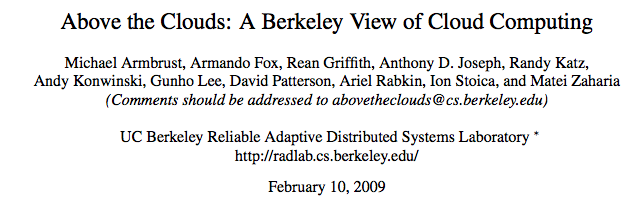 Above the Clouds: A Berkeley View of Cloud Computing
Michael Armbrust, Armando Fox, Rean Griffith, Anthony D. Joseph, Randy Katz,
Andy Konwinski, Gunho Lee, David Patterson, Ariel Rabkin, Ion Stoica, and Matei Zaharia
(Comments should be addressed to abovetheclouds@cs.berkeley.edu)
UC Berkeley Reliable Adaptive Distributed Systems Laboratory *
http://radlab.cs.berkeley.edu/
February 10, 2009